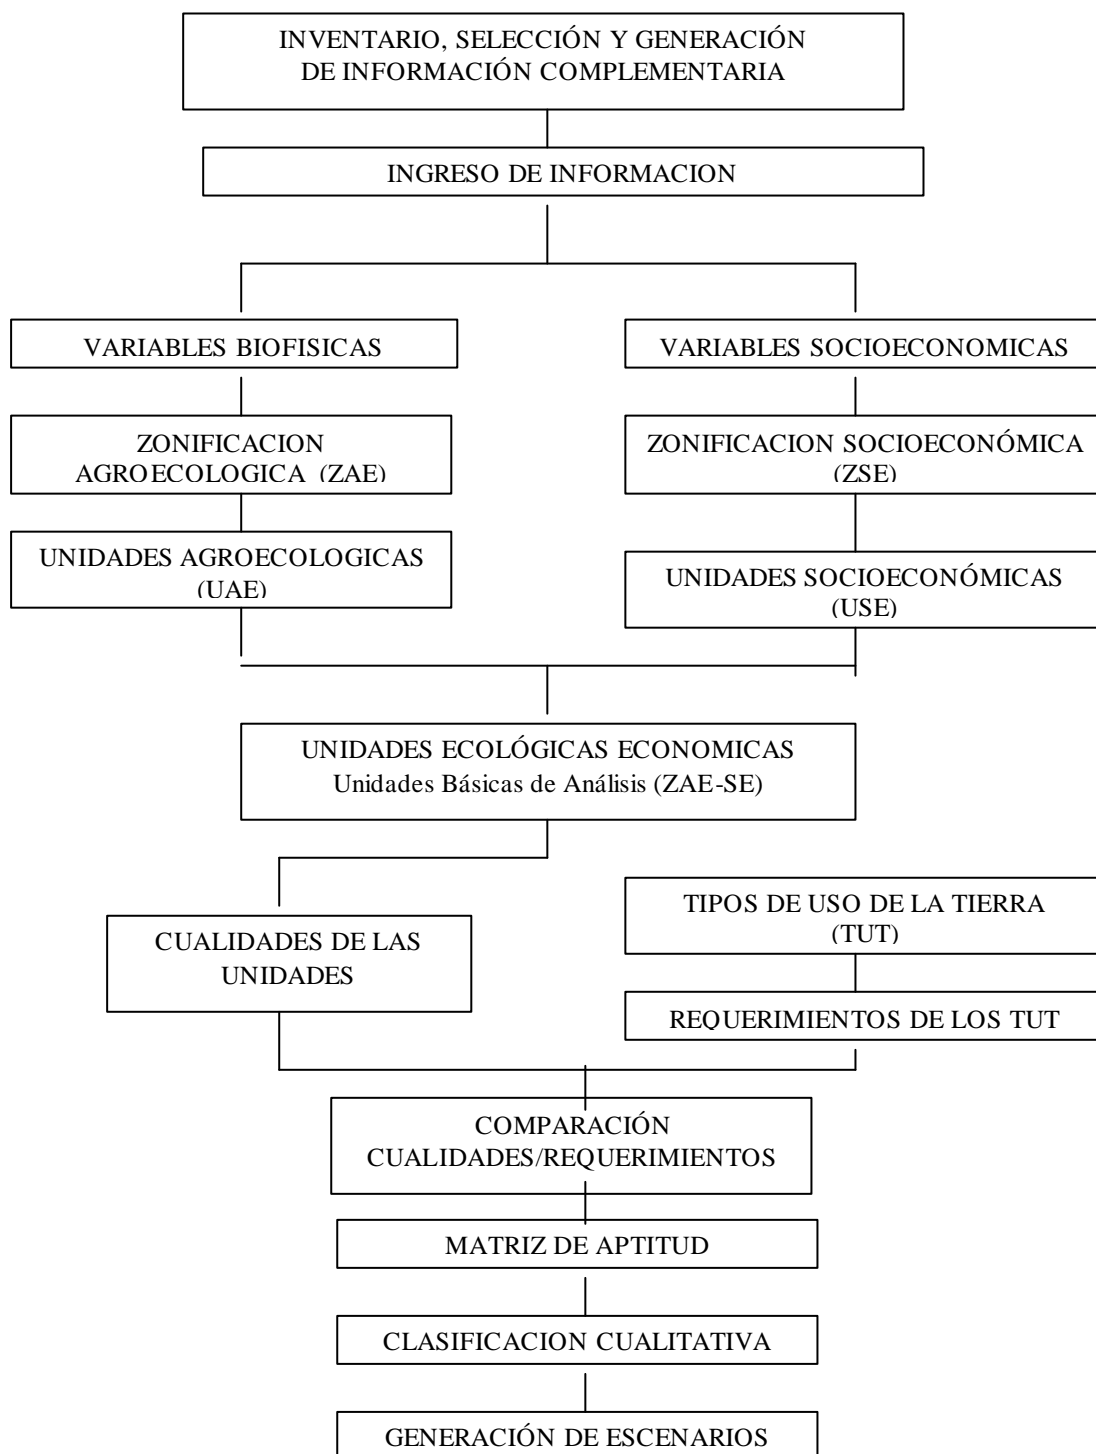 INVENTARIO, SELECCIÓN Y GENERACIÓN
DE INFORMACIÓN COMPLEMENTARIA
INGRESO DE INFORMACION
VARIABLES BIOFISICAS
VARIABLES SOCIOECONOMICAS
ZONIFICACION
AGROECOLOGICA (ZAE)
ZONIFICACION SOCIOECONÓMICA
(ZSE)
UNIDADES AGROECOLOGICAS
(UAE)
UNIDADES SOCIOECONÓMICAS
(USE)
UNIDADES ECOLÓGICAS ECONOMICAS
Unidades Básicas de Análisis (ZAE-SE)
CUALIDADES DE LAS
UNIDADES
TIPOS DE USO DE LA TIERRA
(TUT)
REQUERIMIENTOS DE LOS TUT
COMPARACIÓN
CUALIDADES/REQUERIMIENTOS
MATRIZ DE APTITUD
CLASIFICACION CUALITATIVA
GENERACIÓN DE ESCENARIOS